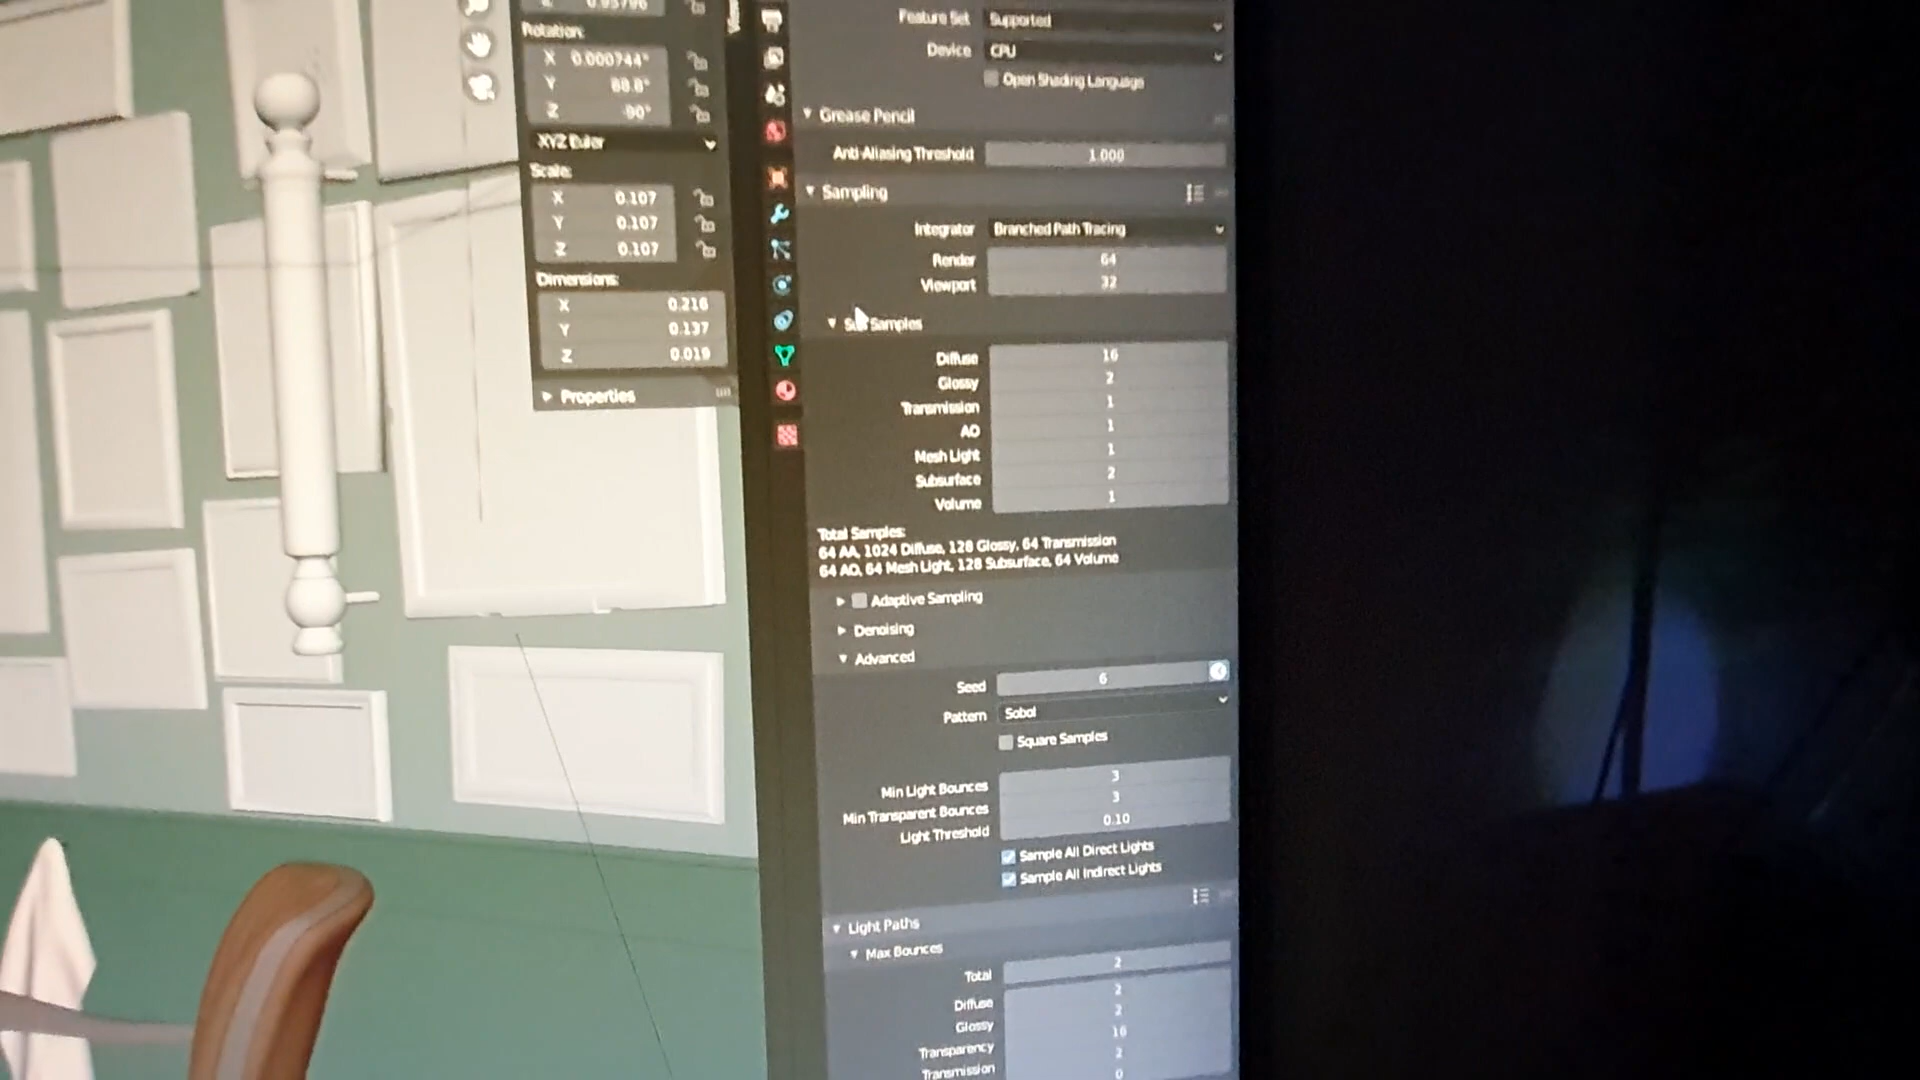 Rotation:
X 0.000744°
Y 88.8°
Z -90°
XYZ Euler
Scale:
X 0.107
Y 0.107
Z 0.107
Dimensions:
X 0.216
Y 0.137
Z 0.019
Properties
Feature Set Supported
Device CPU
Open Shading Language
Grease Pencil
Anti-Aliasing Threshold 1.000
Sampling
Integrator Branched Path Tracing
Render 64
Viewport 32
Samples
Diffuse 16
Glossy 2
Transmission 1
AO 1
Mesh Light 1
Subsurface 2
Volume 1
Total Samples:
64 AA, 1024 Diffuse, 128 Glossy, 64 Transmission
64 AO, 64 Mesh Light, 128 Subsurface, 64 Volume
Adaptive Sampling
Denoising
Advanced
Seed 6
Pattern Sobol
Square Samples
Min Light Bounces 3
Min Transparent Bounces 3
Light Threshold 0.10
Sample All Direct Lights
Sample All Indirect Lights
Light Paths
Max Bounces
Total 2
Diffuse 2
Glossy 2
Transparency 16
Transmission 2
0